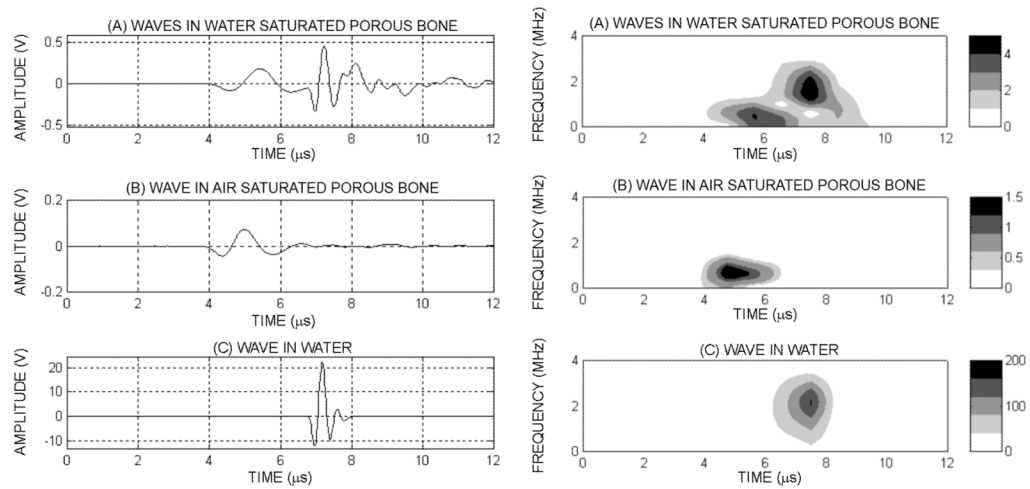 (A) WAVES IN WATER SATURATED POROUS BONE
AMPLITUDE (V)
0.5
0
-0.5
0 2 4 6 8 10 12
TIME (μs)
(A) WAVES IN WATER SATURATED POROUS BONE
FREQUENCY (MHz)
4
2
0
0 2 4 6 8 10 12
TIME (μs)
4
2
0
(B) WAVE IN AIR SATURATED POROUS BONE
AMPLITUDE (V)
0.2
0
-0.2
0 2 4 6 8 10 12
TIME (μs)
(B) WAVE IN AIR SATURATED POROUS BONE
FREQUENCY (MHz)
4
2
0
0 2 4 6 8 10 12
TIME (μs)
1.5
1
0.5
0
(C) WAVE IN WATER
AMPLITUDE (V)
20
10
0
-10
0 2 4 6 8 10 12
TIME (μs)
(C) WAVE IN WATER
FREQUENCY (MHz)
4
2
0
0 2 4 6 8 10 12
TIME (μs)
200
100
0